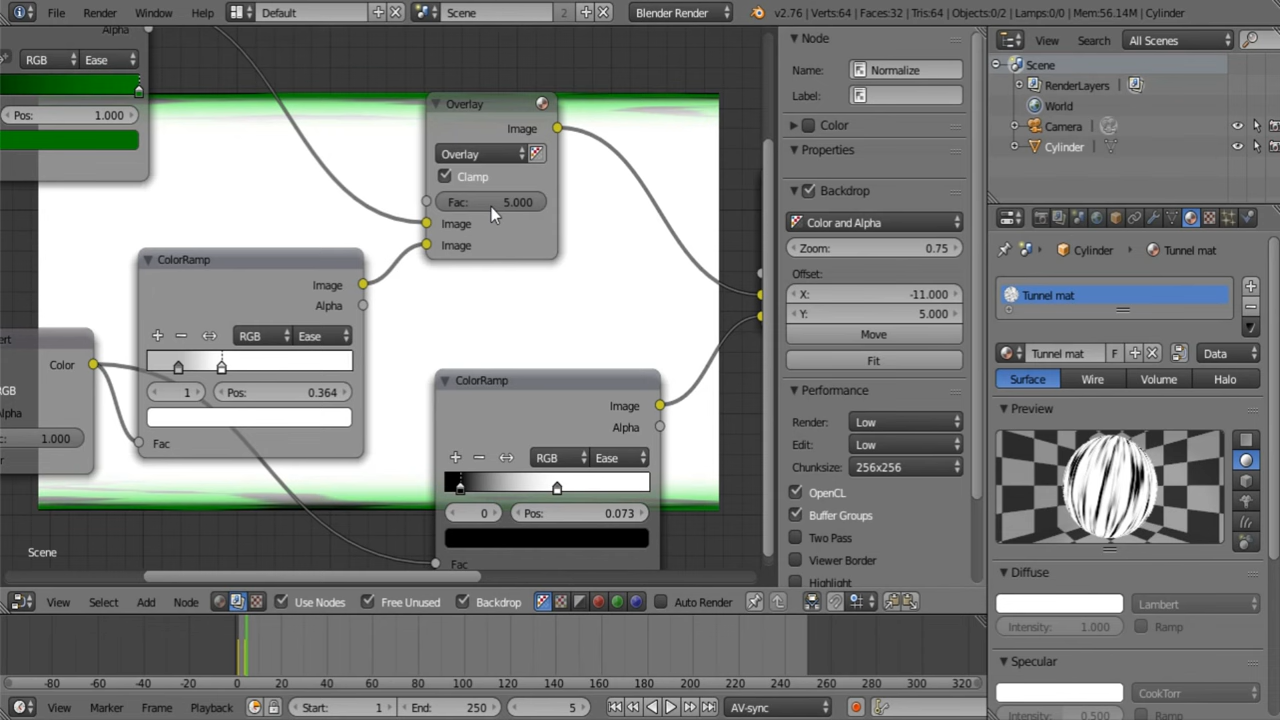 File Render Window Help Default Scene 2 Blender Render v2.76 | Verts:64 | Faces:32 | Tris:64 | Objects:0/2 | Lamps:0/0 | Mem:56.14M | Cylinder
Alpha
RGB Ease
Pos: 1.000
Overlay
Image
Overlay
Clamp
Fac: 5.000
Image
Image
ColorRamp
Image
Alpha
RGB Ease
1 Pos: 0.364
Fac
Color
1.000
ColorRamp
Image
Alpha
RGB Ease
0 Pos: 0.073
Fac
Scene
Node
Name: Normalize
Label:
Color
Properties
Backdrop
Color and Alpha
Zoom: 0.75
Offset:
X: -11.000
Y: 5.000
Move
Fit
Performance
Render: Low
Edit: Low
Chunksize: 256x256
OpenCL
Buffer Groups
Two Pass
Viewer Border
Highlight
View Search All Scenes
Scene
RenderLayers
World
Camera
Cylinder
Cylinder Tunnel mat
Tunnel mat
Tunnel mat F Data
Surface Wire Volume Halo
Preview
Diffuse
Lambert
Intensity: 1.000 Ramp
Specular
CookTorr
Intensity: 0.500 Ramp
View Select Add Node Use Nodes Free Unused Backdrop Auto Render
-80 -60 -40 -20 0 20 40 60 80 100 120 140 160 180 200 220 240 260 280 300 320
View Marker Frame Playback Start: 1 End: 250 5 AV-sync